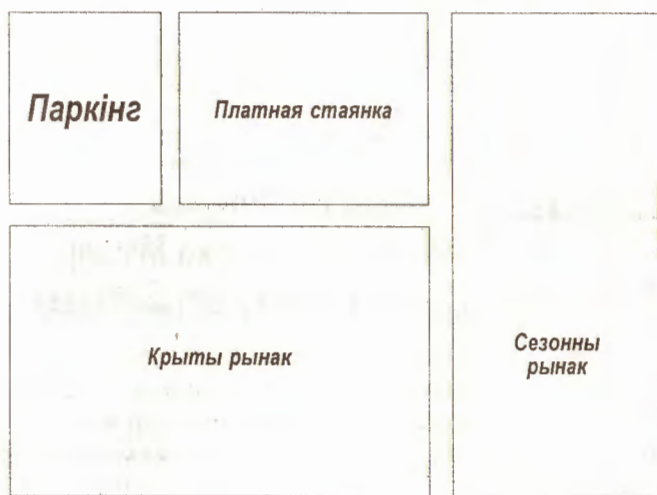 Паркінг
Платная стаянка
Крыты рынак
Сезонны
рынак